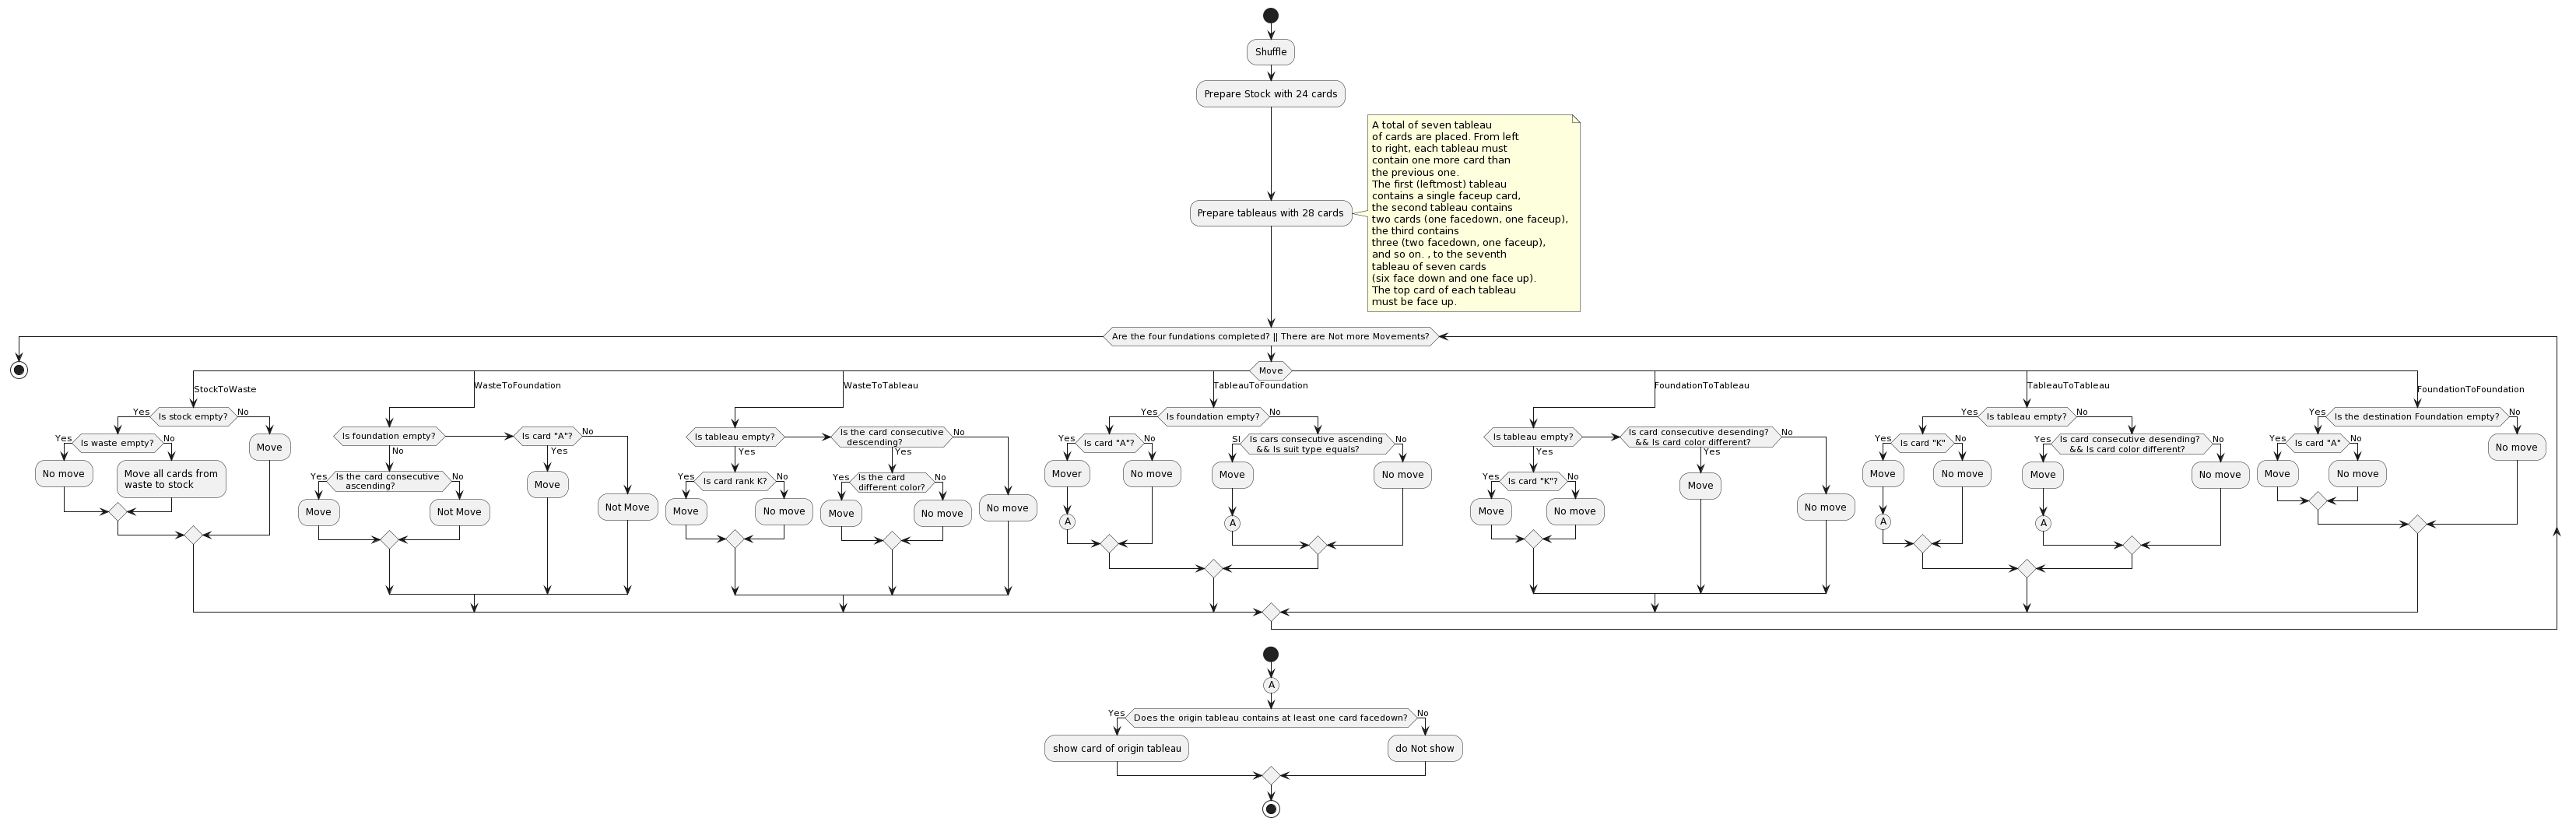 Shuffle
Prepare Stock with 24 cards
A total of seven tableau
of cards are placed. From left
to right, each tableau must
contain one more card than
the previous one.
The first (leftmost) tableau
contains a single faceup card,
the second tableau contains
two cards (one facedown, one faceup),
the third contains
three (two facedown, one faceup),
and so on. , to the seventh
tableau of seven cards
(six face down and one face up).
The top card of each tableau
must be face up.
Prepare tableaus with 28 cards
Are the four fundations completed? || There are Not more Movements?
Move
StockToWaste
Is stock empty?
Yes
No
Is waste empty?
Yes
No
No move
Move all cards from
waste to stock
Move
WasteToFoundation
Is foundation empty?
No
Is the card consecutive
ascending?
Yes
No
Move
Not Move
Is card "A"?
Yes
No
Move
Not Move
WasteToTableau
Is tableau empty?
Yes
Is card rank K?
Yes
No
Move
No move
Is the card consecutive
descending?
Yes
No
Is the card
different color?
Yes
No
Move
No move
No move
TableauToFoundation
Is foundation empty?
Yes
No
Is card "A"?
Yes
No
Mover
No move
A
Is cars consecutive ascending
&& Is suit type equals?
SI
No
Move
No move
A
FoundationToTableau
Is tableau empty?
Yes
Is card "K"?
Yes
No
Move
No move
Is card consecutive desending?
&& Is card color different?
Yes
No
Move
No move
TableauToTableau
Is tableau empty?
Yes
No
Is card "K"
Yes
No
Move
No move
A
Is card consecutive desending?
&& Is card color different?
Yes
No
Move
No move
A
FoundationToFoundation
Is the destination Foundation empty?
Yes
No
Is card "A"
Yes
No
Move
No move
No move
A
Does the origin tableau contains at least one card facedown?
Yes
No
show card of origin tableau
do Not show